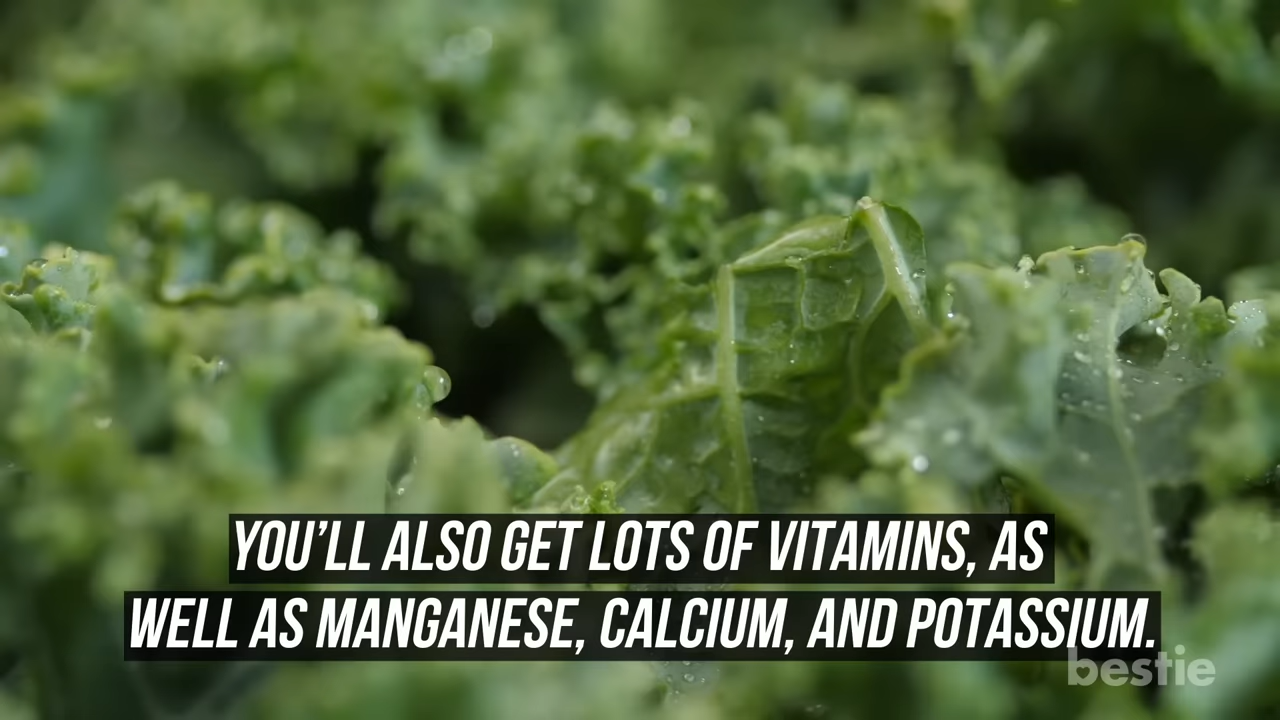 YOU'LL ALSO GET LOTS OF VITAMINS, AS
WELL AS MANGANESE, CALCIUM, AND POTASSIUM.
bestie